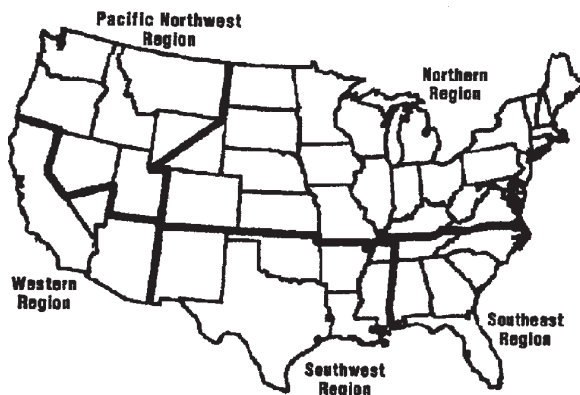 Pacific Northwest
Region
Northern
Region
Western
Region
Southeast
Region
Southwest
Region